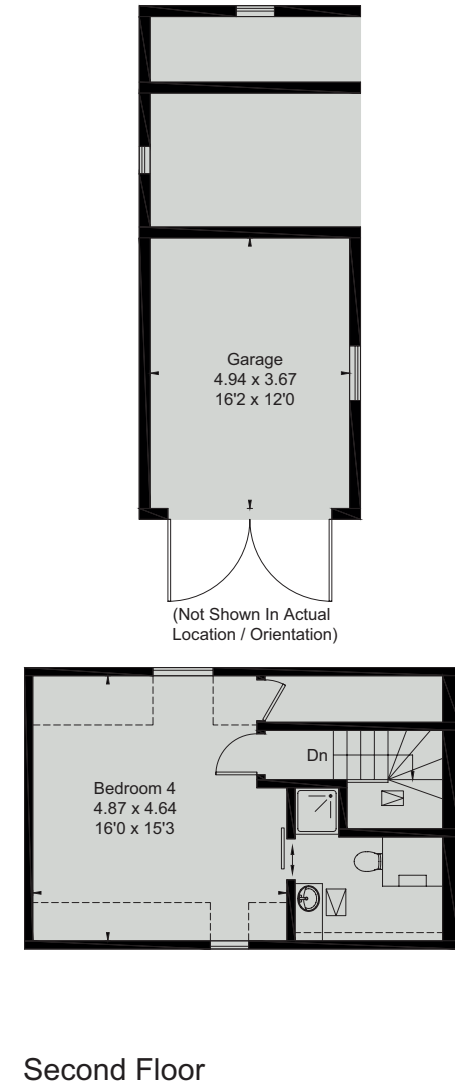 Garage
4.94 x 3.67
16'2 x 12'0
(Not Shown In Actual
Location / Orientation)
Dn
Bedroom 4
4.87 x 4.64
16'0 x 15'3
Second Floor